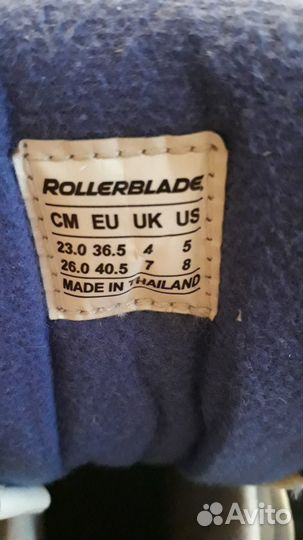 ROLLERBLADE.
CM EU UK US
23.0 36.5 4 5
26.0 40.5 7 8
MADE IN THAILAND
Avito